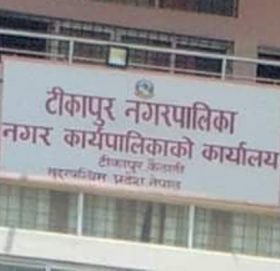 टीकापुर नगरपालिका
नगर कार्यपालिकाको कार्यालय
टीकापुर कैलाली
सुदूरपश्चिम प्रदेश नेपाल